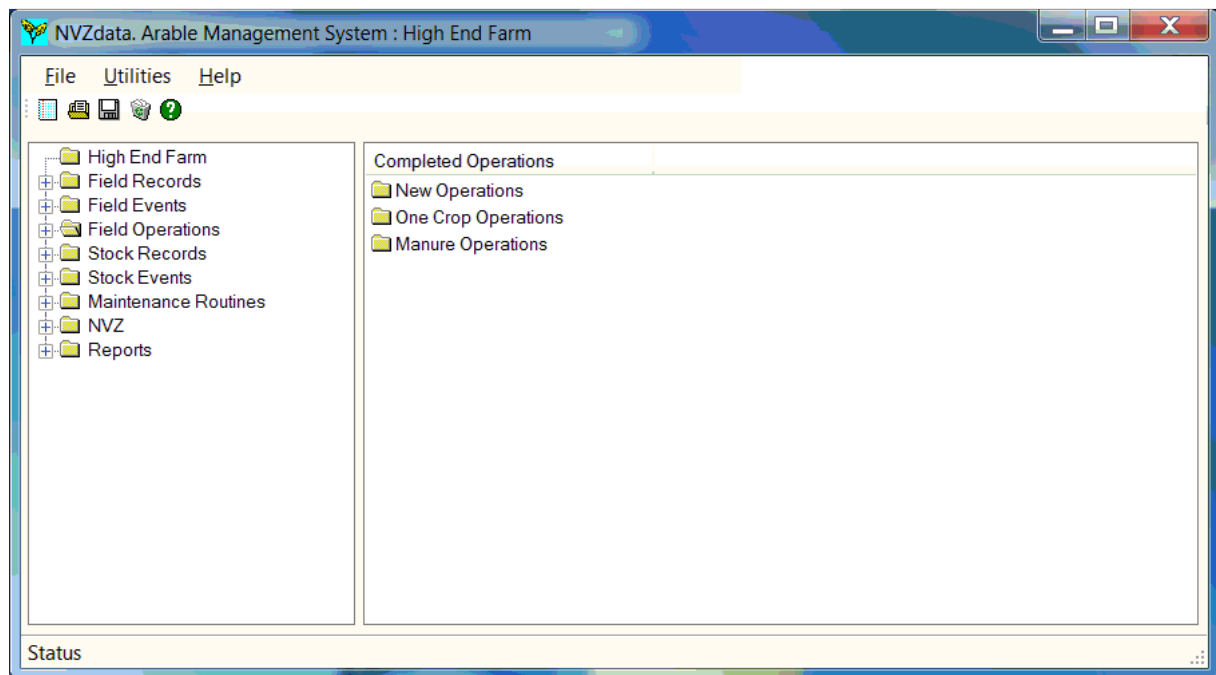 NVZdata. Arable Management System : High End Farm
File Utilities Help
High End Farm
Field Records
Field Events
Field Operations
Stock Records
Stock Events
Maintenance Routines
NVZ
Reports
Completed Operations
New Operations
One Crop Operations
Manure Operations
Status